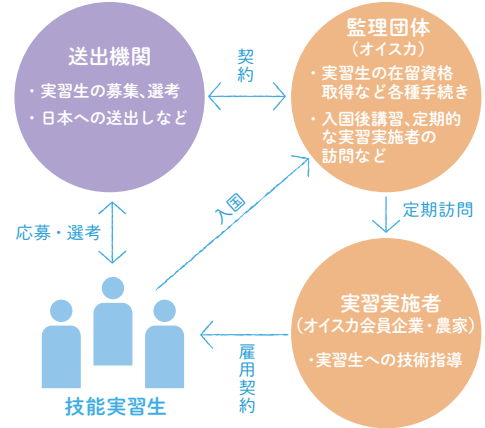 送出機関
・実習生の募集、選考
・日本への送出しなど
契約
監理団体
（オイスカ）
・実習生の在留資格
取得など各種手続き
・入国後講習、定期的
な実習実施者の
訪問など
応募・選考
入国
定期訪問
技能実習生
雇用契約
実習実施者
（オイスカ会員企業・農家）
・実習生への技術指導